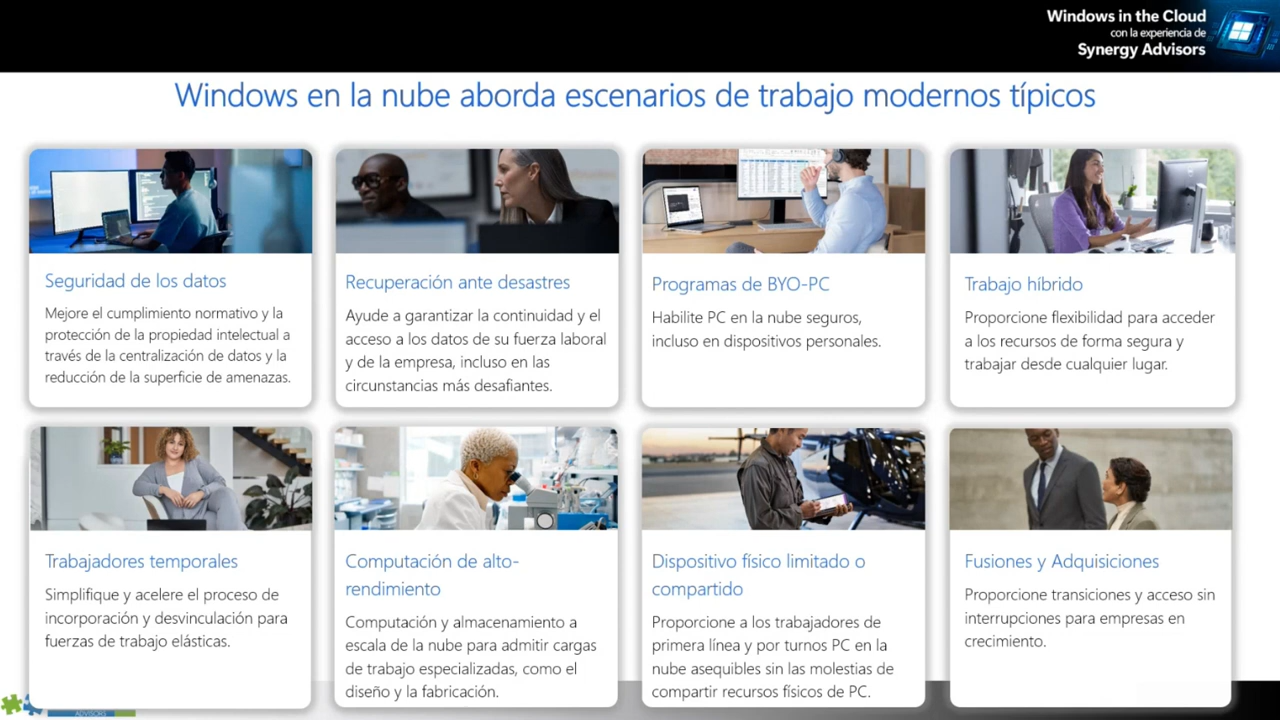 Windows in the Cloud
con la experiencia de
Synergy Advisors
Windows en la nube aborda escenarios de trabajo modernos típicos
Seguridad de los datos
Mejore el cumplimiento normativo y la
protección de la propiedad intelectual a
través de la centralización de datos y la
reducción de la superficie de amenazas.
Recuperación ante desastres
Ayude a garantizar la continuidad y el
acceso a los datos de su fuerza laboral
y de la empresa, incluso en las
circunstancias más desafiantes.
Programas de BYO-PC
Habilite PC en la nube seguros,
incluso en dispositivos personales.
Trabajo híbrido
Proporcione flexibilidad para acceder
a los recursos de forma segura y
trabajar desde cualquier lugar.
Trabajadores temporales
Simplifique y acelere el proceso de
incorporación y desvinculación para
fuerzas de trabajo elásticas.
Computación de alto-
rendimiento
Computación y almacenamiento a
escala de la nube para admitir cargas
de trabajo especializadas, como el
diseño y la fabricación.
Dispositivo físico limitado o
compartido
Proporcione a los trabajadores de
primera línea y por turnos PC en la
nube asequibles sin las molestias de
compartir recursos físicos de PC.
Fusiones y Adquisiciones
Proporcione transiciones y acceso sin
interrupciones para empresas en
crecimiento.
ADVISORS